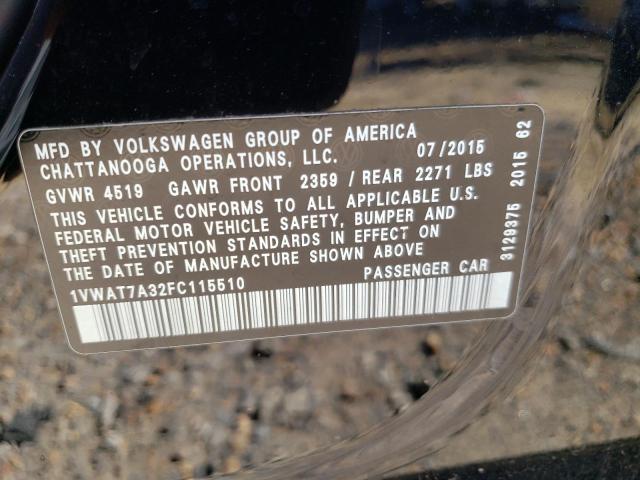 MFD BY VOLKSWAGEN GROUP OF AMERICA
CHATTANOOGA OPERATIONS, LLC. 07/2015
GVWR 4519 GAWR FRONT 2359 / REAR 2271 LBS
THIS VEHICLE CONFORMS TO ALL APPLICABLE U.S.
FEDERAL MOTOR VEHICLE SAFETY, BUMPER AND
THEFT PREVENTION STANDARDS IN EFFECT ON
THE DATE OF MANUFACTURE SHOWN ABOVE
1VWAT7A32FC115510 PASSENGER CAR
3129375 2015 62